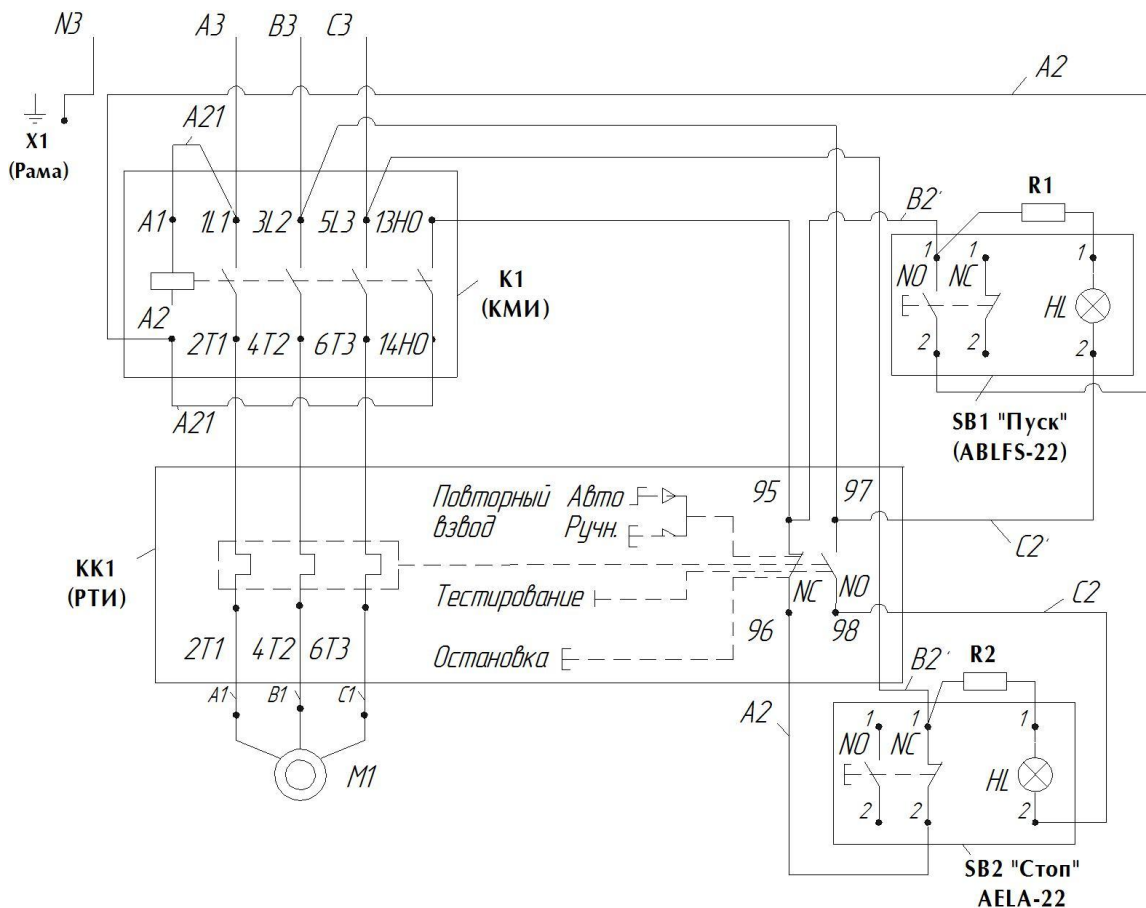 N3
A3
B3
C3
A2
X1
(Рама)
A21
R1
B2'
A1
1L1
3L2
5L3
13НО
1
1
1
NO
NC
HL
K1
(КМИ)
A2
2T1
4T2
6T3
14НО
2
2
2
A21
SB1 "Пуск"
(ABLFS-22)
Повторный
взвод
Авто
Ручн.
95
97
C2'
KK1
(РТИ)
Тестирование
NC
NO
C2
Остановка
96
98
2T1
4T2
6T3
B2'
R2
A1
B1
C1
A2
1
1
1
NO
NC
HL
M1
2
2
2
SB2 "Стоп"
AELA-22